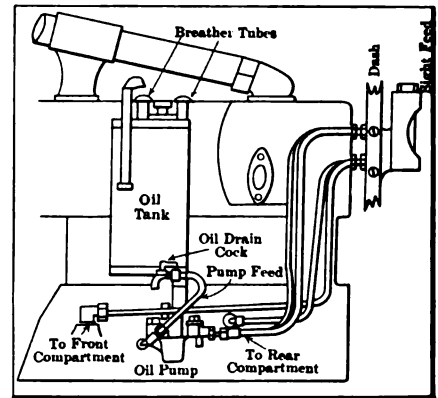 Breather Tubes
Dash
Sight Feed
Oil
Tank
Oil Drain
Cock
Pump Feed
To Front
Compartment
Oil Pump
To Rear
Compartment